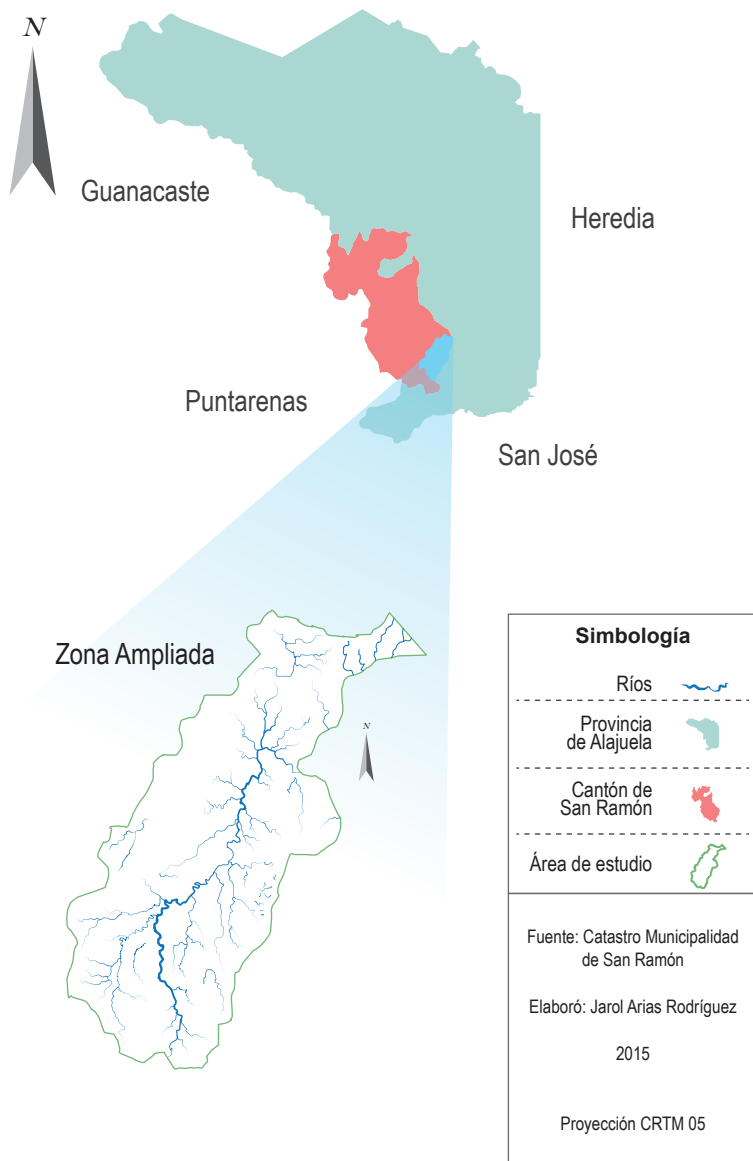 N
Guanacaste
Heredia
Puntarenas
San José
Zona Ampliada
N
Simbología
Ríos
Provincia
de Alajuela
Cantón de
San Ramón
Área de estudio
Fuente: Catastro Municipalidad
de San Ramón
Elaboró: Jarol Arias Rodríguez
2015
Proyección CRTM 05